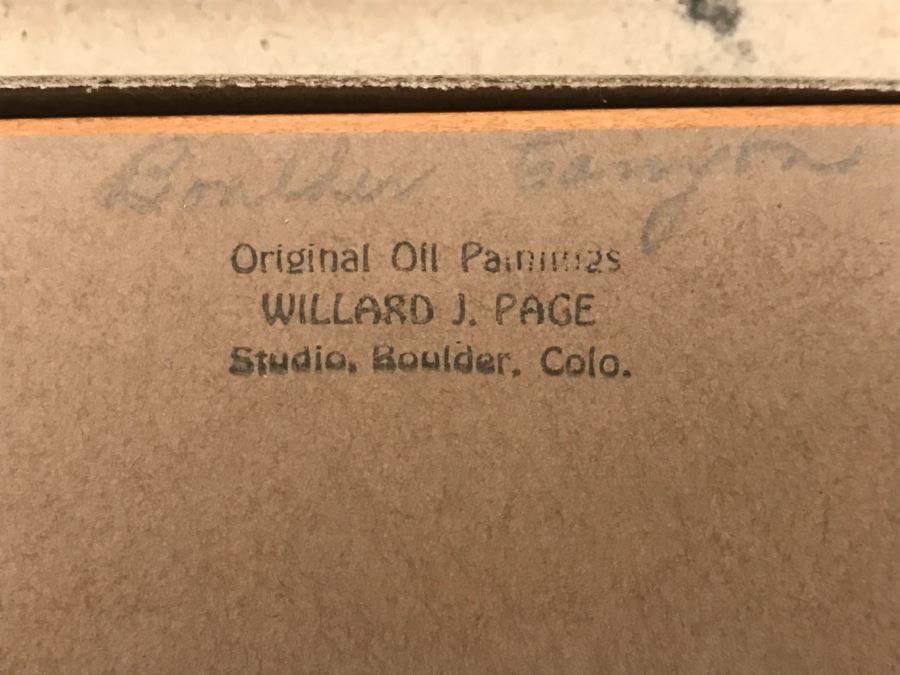 Boulder Canyon
Original Oil Paintings
WILLARD J. PAGE
Studio, Boulder, Colo.